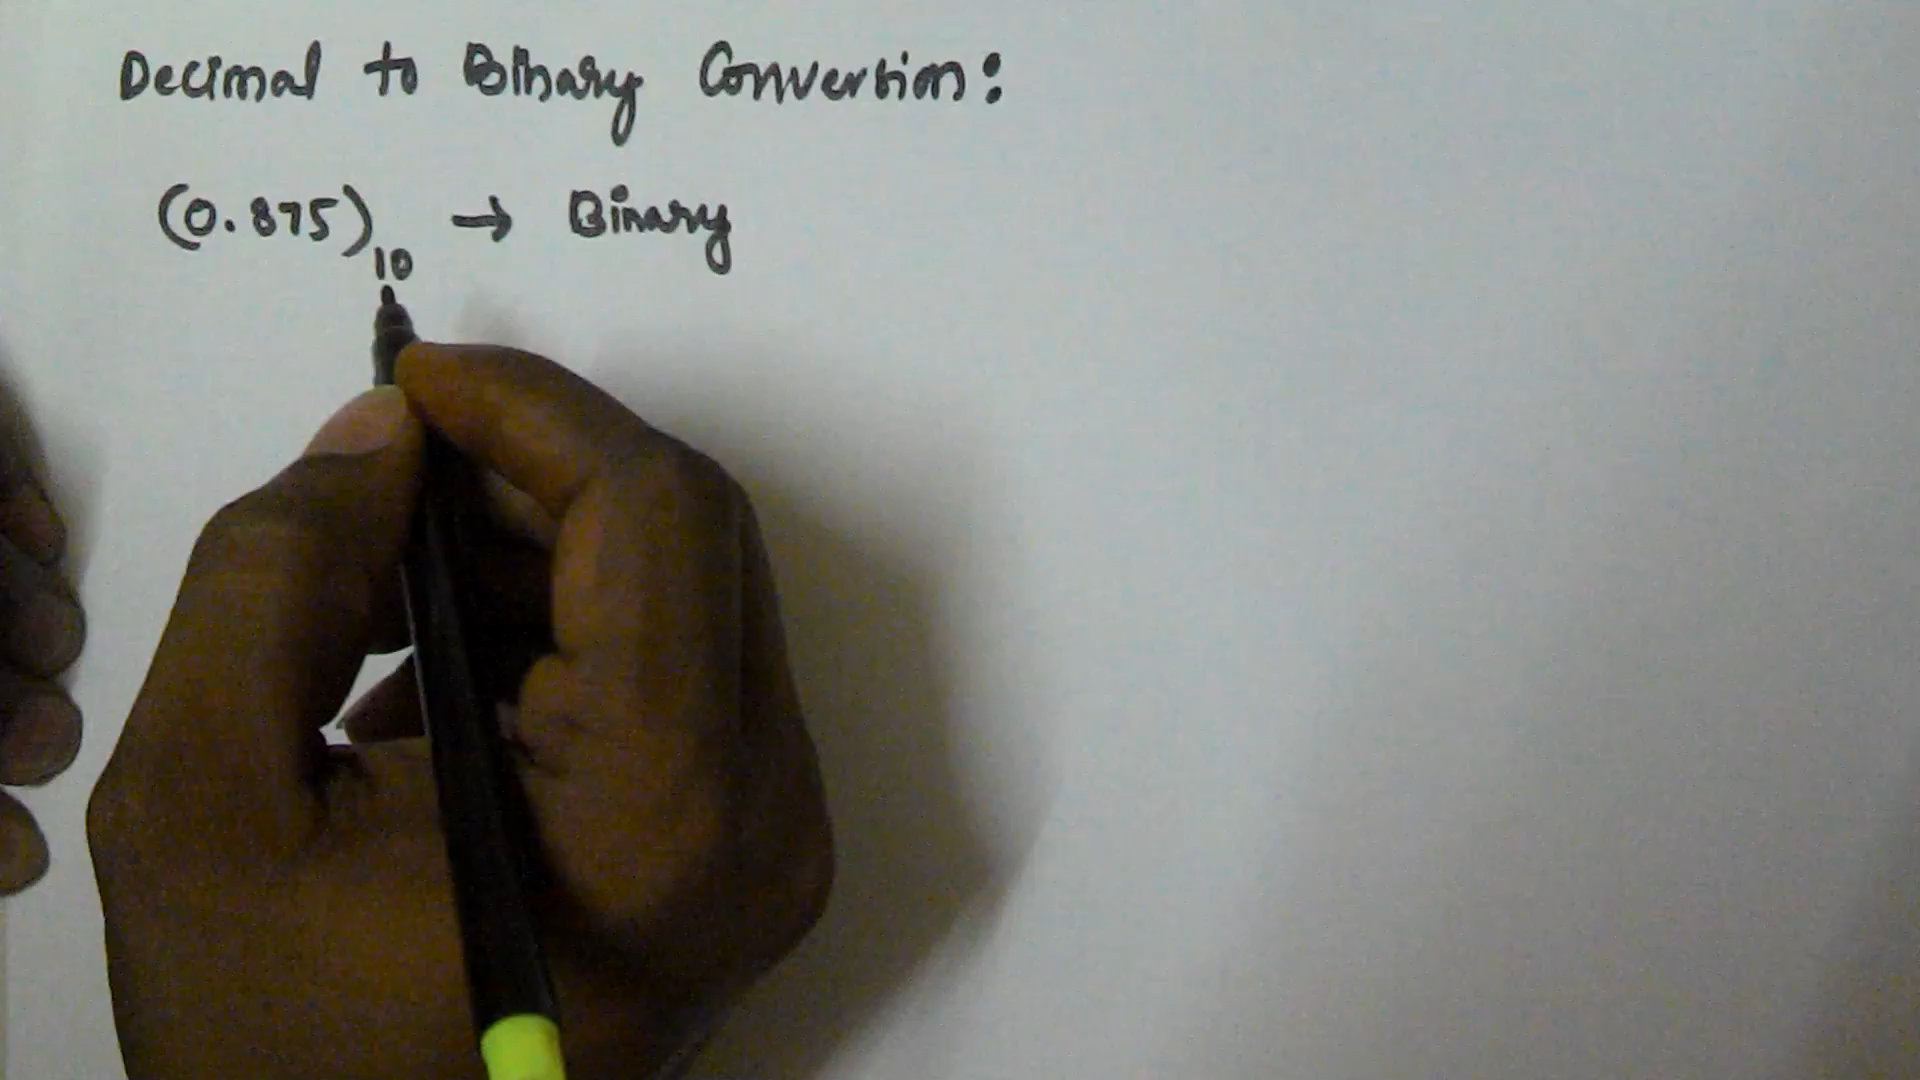 Decimal to Binary Conversion:
(0.875)₁₀ → Binary